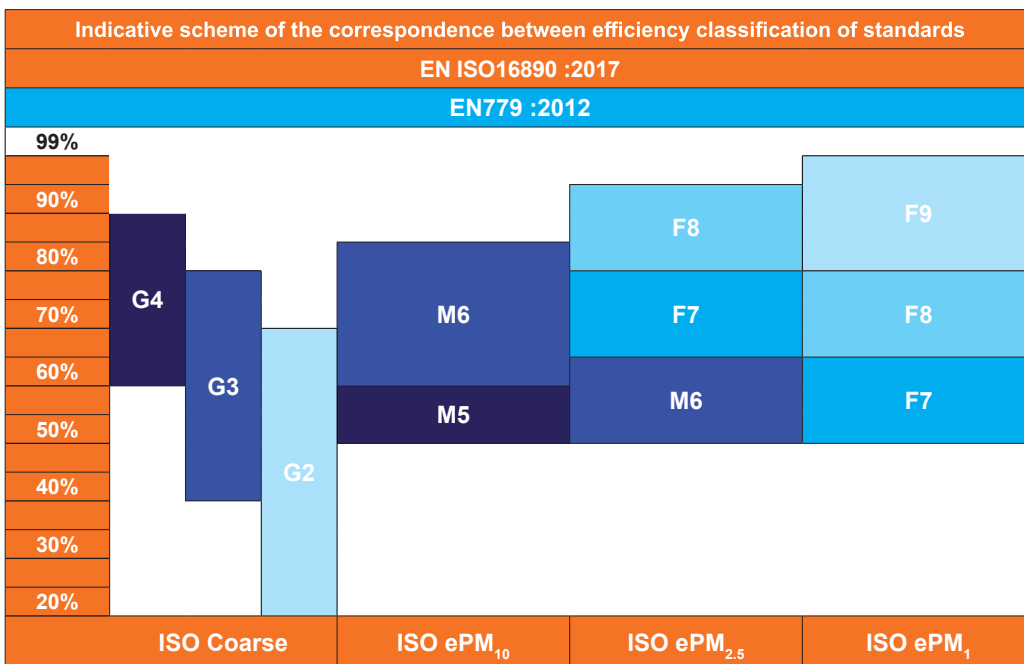 Indicative scheme of the correspondence between efficiency classification of standards
EN ISO16890 :2017
EN779 :2012
99%
90%
80%
70%
60%
50%
40%
30%
20%
G4
G3
G2
M6
M5
F8
F7
M6
F9
F8
F7
ISO Coarse
ISO ePM10
ISO ePM2.5
ISO ePM1